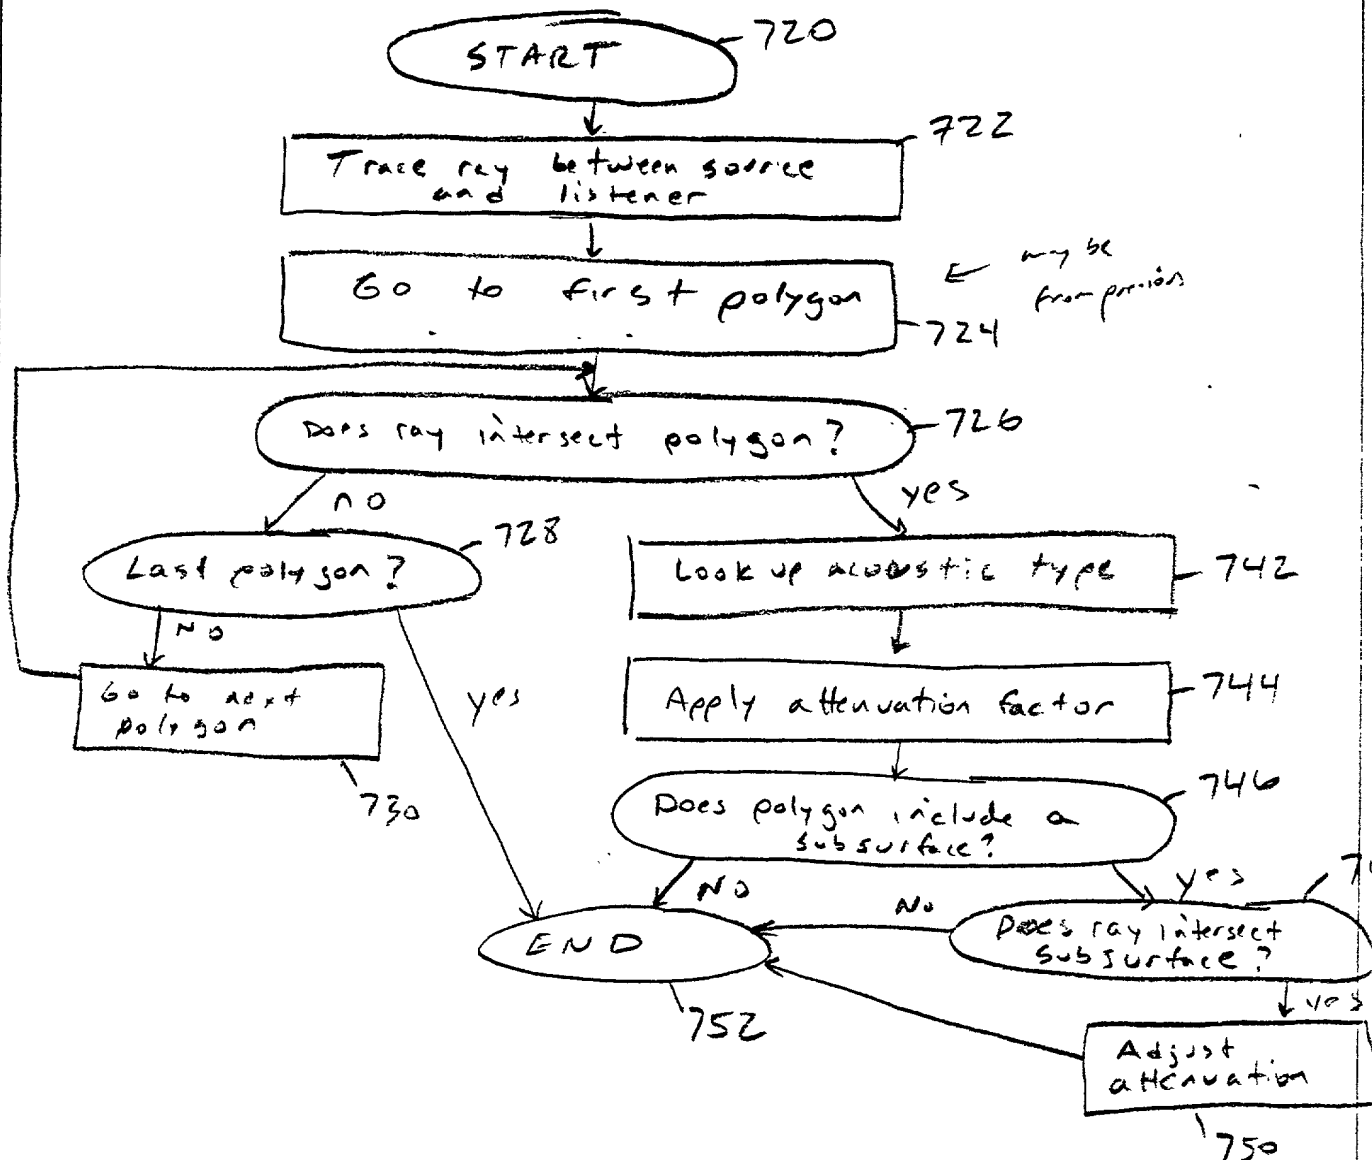 START
720
722
Trace ray between source
and listener
may be
Go to first polygon
724
Does ray intersect polygon?
726
no
yes
728
Last polygon?
Look up acoustic type
742
No
Go to next
polygon
yes
Apply attenuation factor
744
730
Does polygon include a
subsurface?
746
No
yes
No
END
Does ray intersect
subsurface?
752
yes
Adjust
attenuation
750